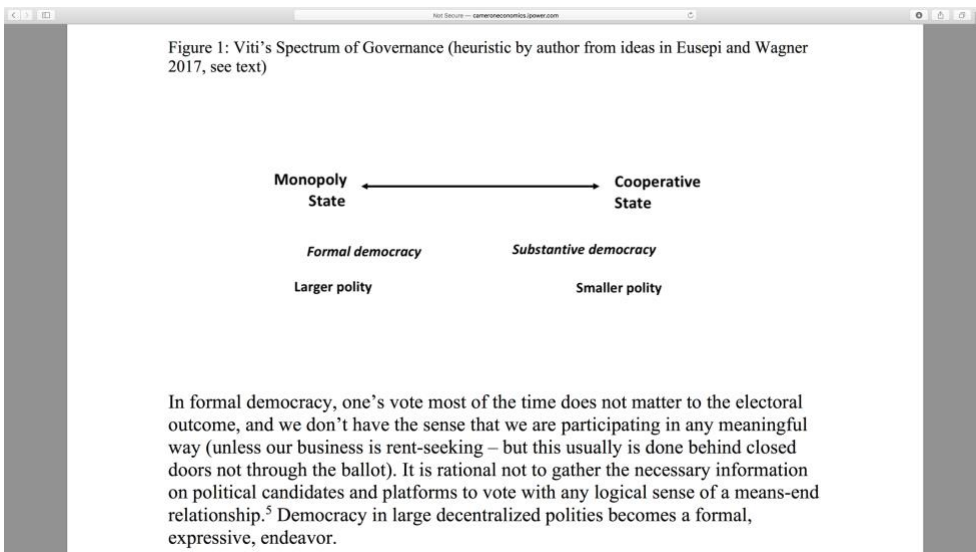 Not Secure — cameroneconomics.ipower.com
Figure 1: Viti’s Spectrum of Governance (heuristic by author from ideas in Eusepi and Wagner
2017, see text)
Monopoly
State
Cooperative
State
Formal democracy
Substantive democracy
Larger polity
Smaller polity
In formal democracy, one’s vote most of the time does not matter to the electoral
outcome, and we don’t have the sense that we are participating in any meaningful
way (unless our business is rent-seeking – but this usually is done behind closed
doors not through the ballot). It is rational not to gather the necessary information
on political candidates and platforms to vote with any logical sense of a means-end
relationship.⁵ Democracy in large decentralized polities becomes a formal,
expressive, endeavor.